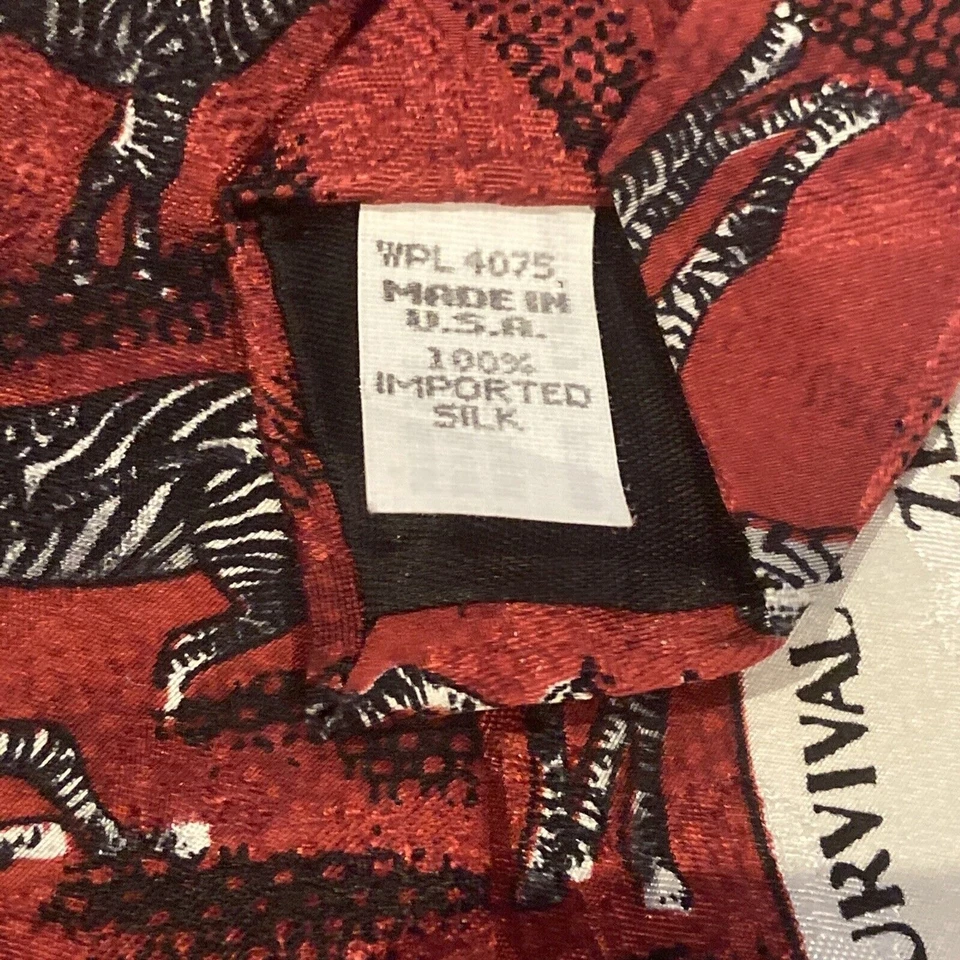 WPL 4075,
MADE IN
U.S.A.
100%
IMPORTED
SILK
URVIVAL